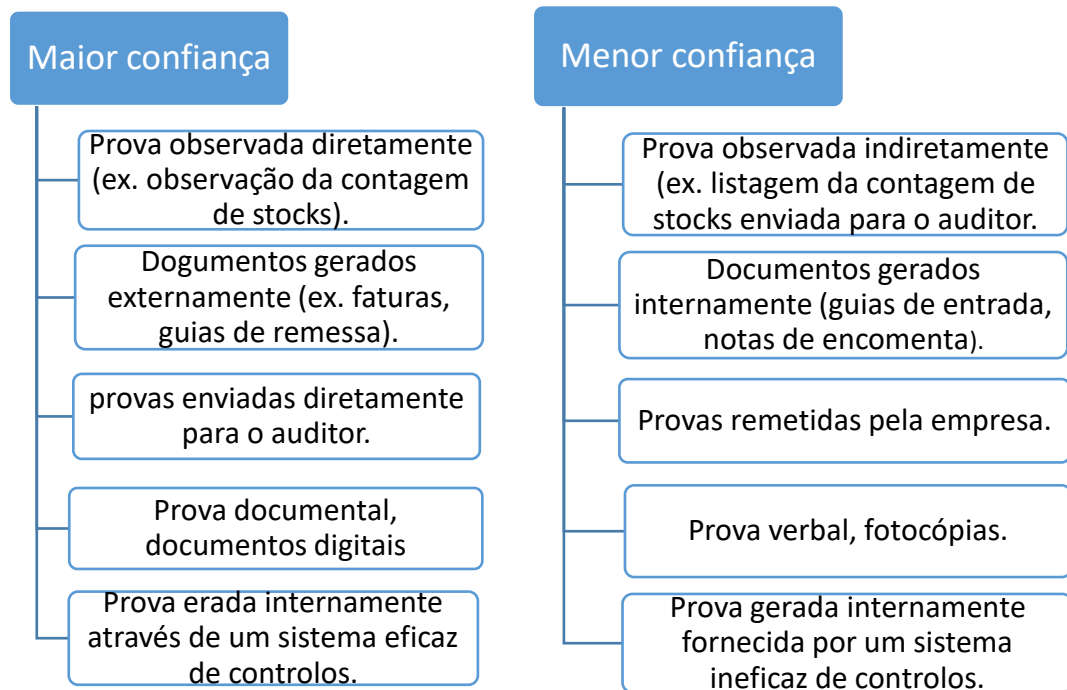 Maior confiança
Prova observada diretamente
(ex. observação da contagem
de stocks).
Dogumentos gerados
externamente (ex. faturas,
guias de remessa).
provas enviadas diretamente
para o auditor.
Prova documental,
documentos digitais
Prova erada internamente
através de um sistema eficaz
de controlos.
Menor confiança
Prova observada indiretamente
(ex. listagem da contagem de
stocks enviada para o auditor.
Documentos gerados
internamente (guias de entrada,
notas de encomenta).
Provas remetidas pela empresa.
Prova verbal, fotocópias.
Prova gerada internamente
fornecida por um sistema
ineficaz de controlos.